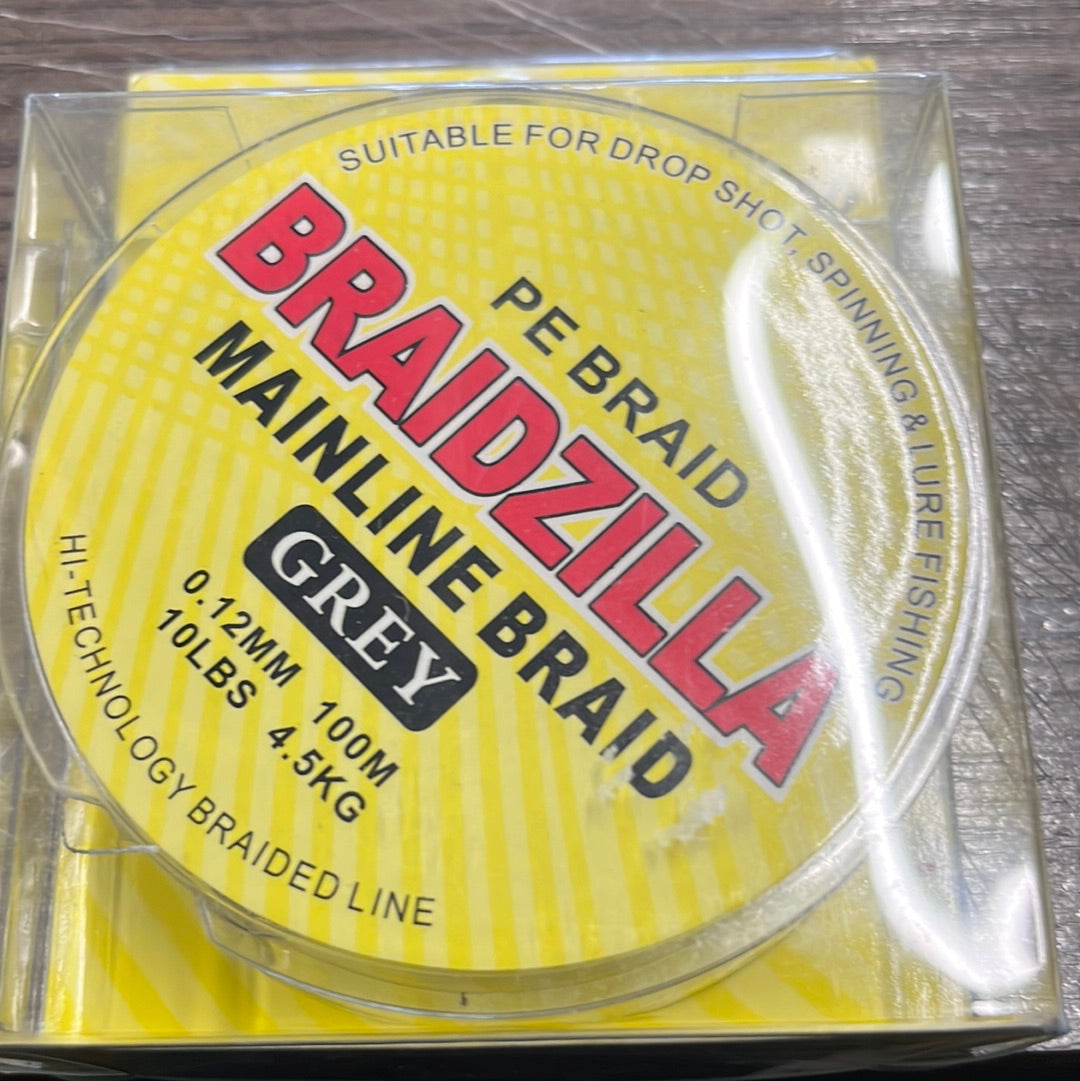 SUITABLE FOR DROP SHOT, SPINNING & LURE FISHING
PE BRAID
BRAIDZILLA
MAINLINE BRAID
GREY
0.12MM 100M
10LBS 4.5KG
HI-TECHNOLOGY BRAIDED LINE